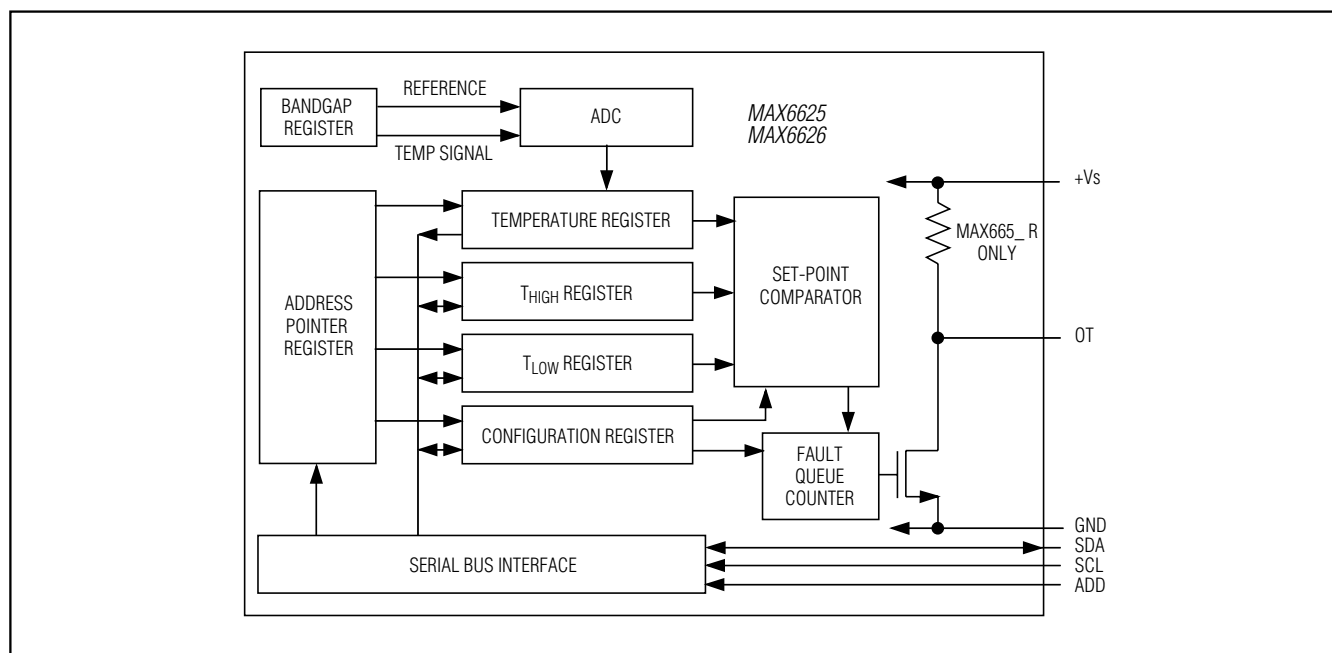 REFERENCE
BANDGAP
REGISTER
ADC
TEMP SIGNAL
MAX6625
MAX6626
+Vs
TEMPERATURE REGISTER
MAX665_ R
ONLY
SET-POINT
COMPARATOR
THIGH REGISTER
ADDRESS
POINTER
REGISTER
OT
TLOW REGISTER
CONFIGURATION REGISTER
FAULT
QUEUE
COUNTER
GND
SDA
SERIAL BUS INTERFACE
SCL
ADD